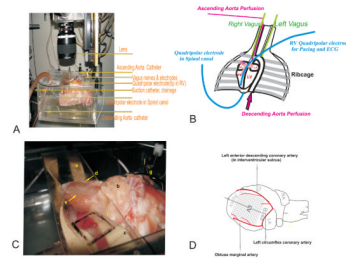 Lens
Ascending Aorta Catheter
Vagus nerves & electrodes
Quadripolar electrode(tip in RV)
Suction catheter, drainage
electrode in Spinal canal
Aorta catheter
A
Ascending Aorta Perfusion
Right Vagus
Left Vagus
Quadripolar electrode
in Spinal canal
RV Quadripolar electrode
for Pacing and ECG
Ribcage
Descending Aorta Perfusion
B
C
Left anterior descending coronary artery
(in interventricular sulcus)
Left circumflex coronary artery
Obtuse marginal artery
D